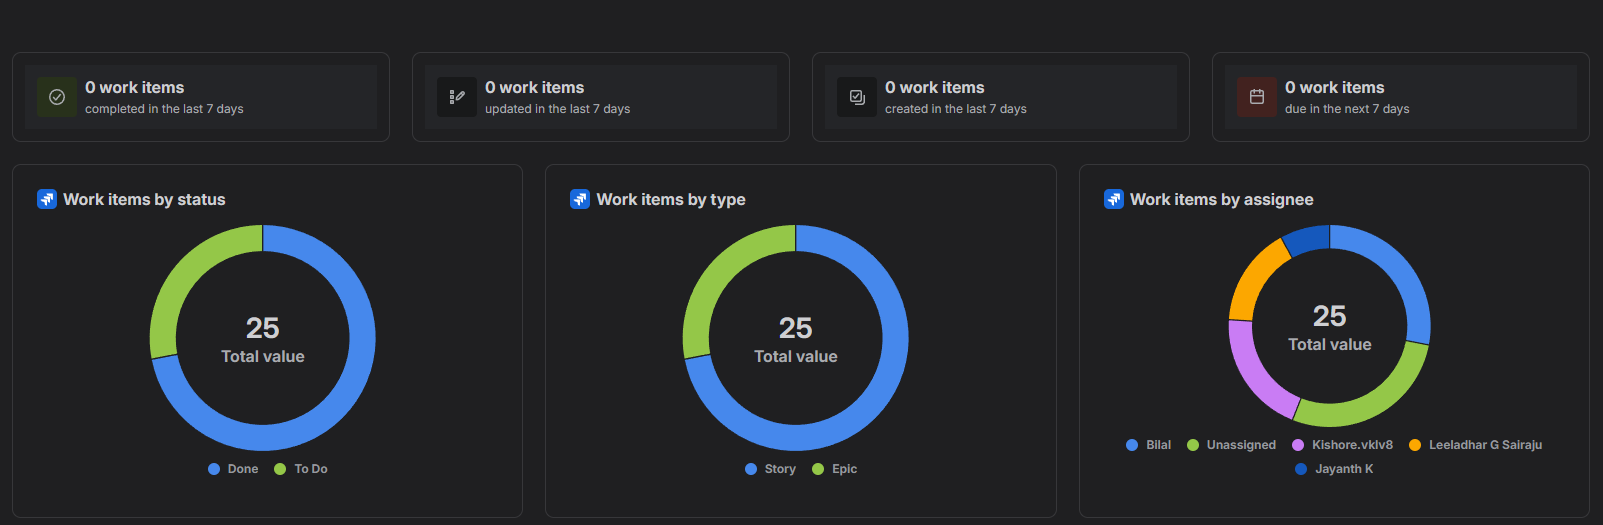 0 work items
completed in the last 7 days
0 work items
updated in the last 7 days
0 work items
created in the last 7 days
0 work items
due in the next 7 days
Work items by status
25
Total value
Done
To Do
Work items by type
25
Total value
Story
Epic
Work items by assignee
25
Total value
Bilal
Unassigned
Kishore.vklv8
Leeladhar G Sairaju
Jayanth K